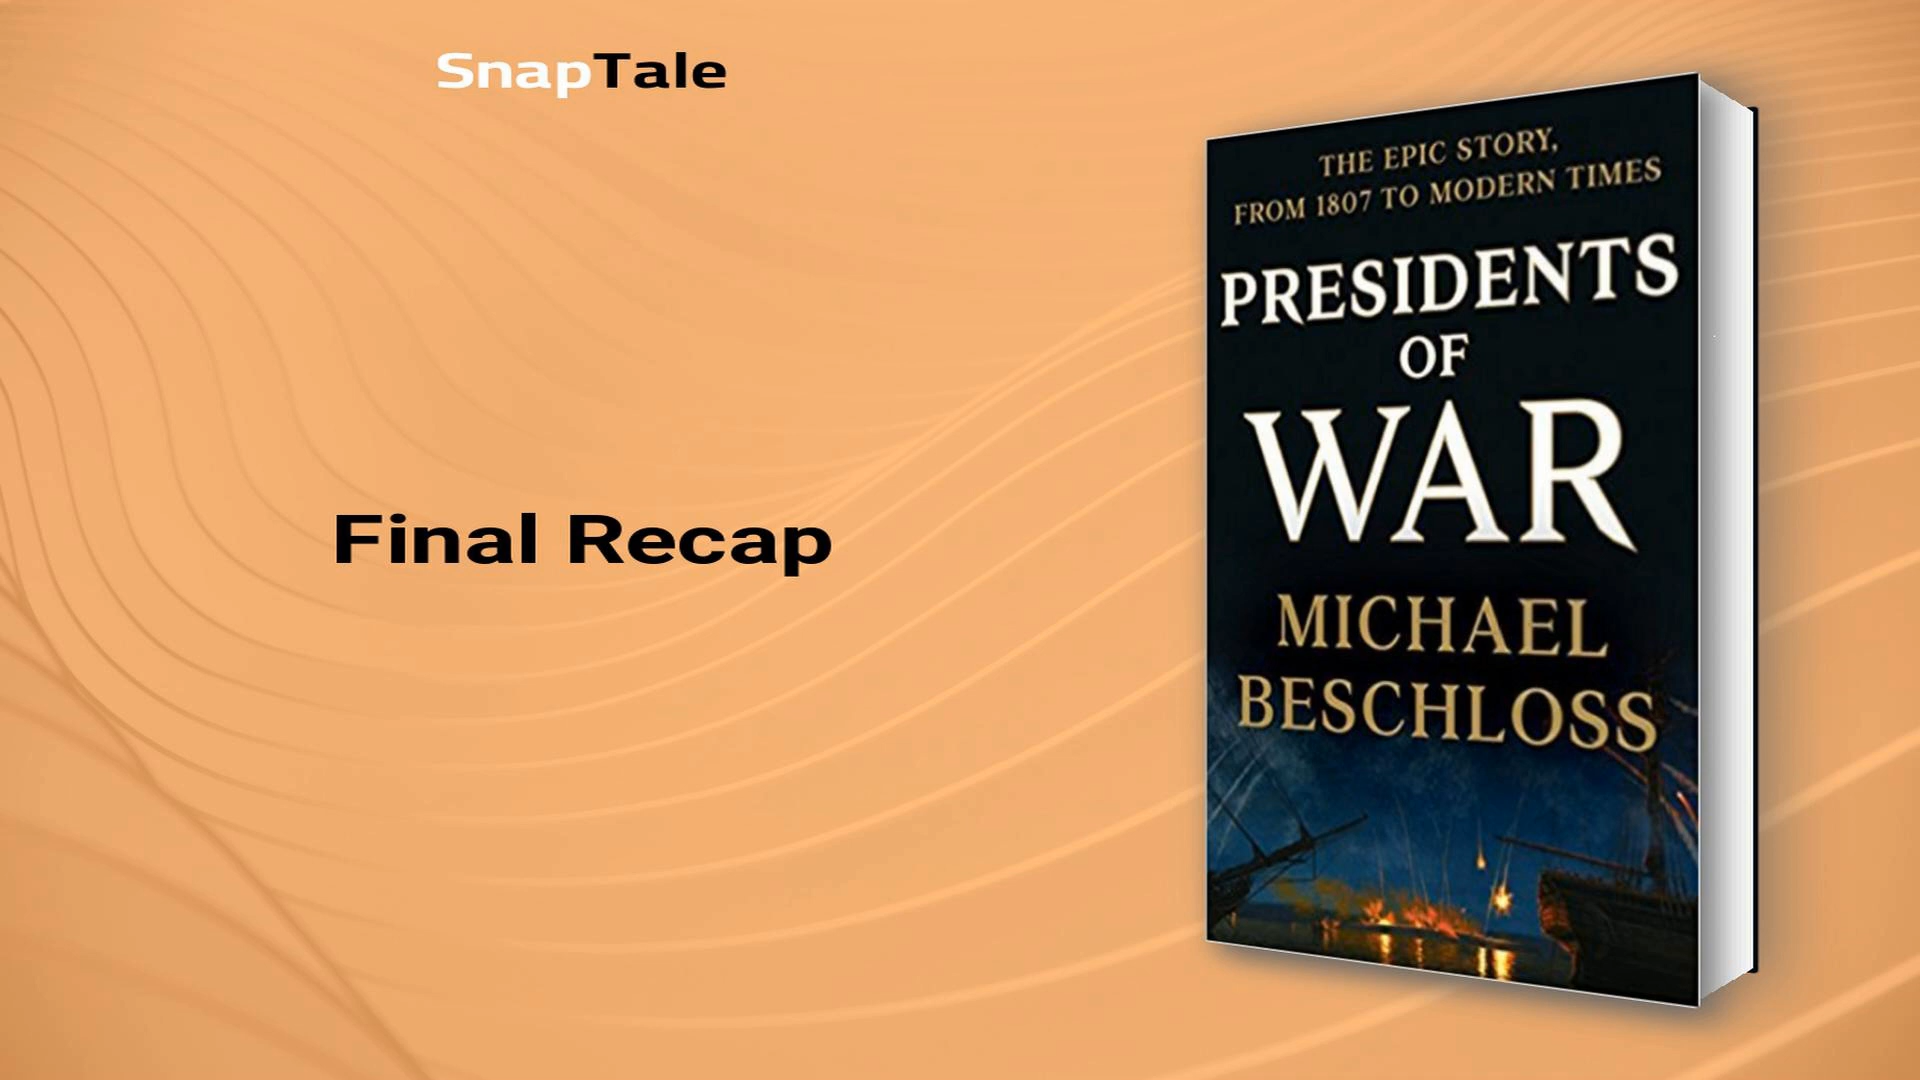 SnapTale
Final Recap
THE EPIC STORY,
FROM 1807 TO MODERN TIMES
PRESIDENTS
OF
WAR
MICHAEL
BESCHLOSS